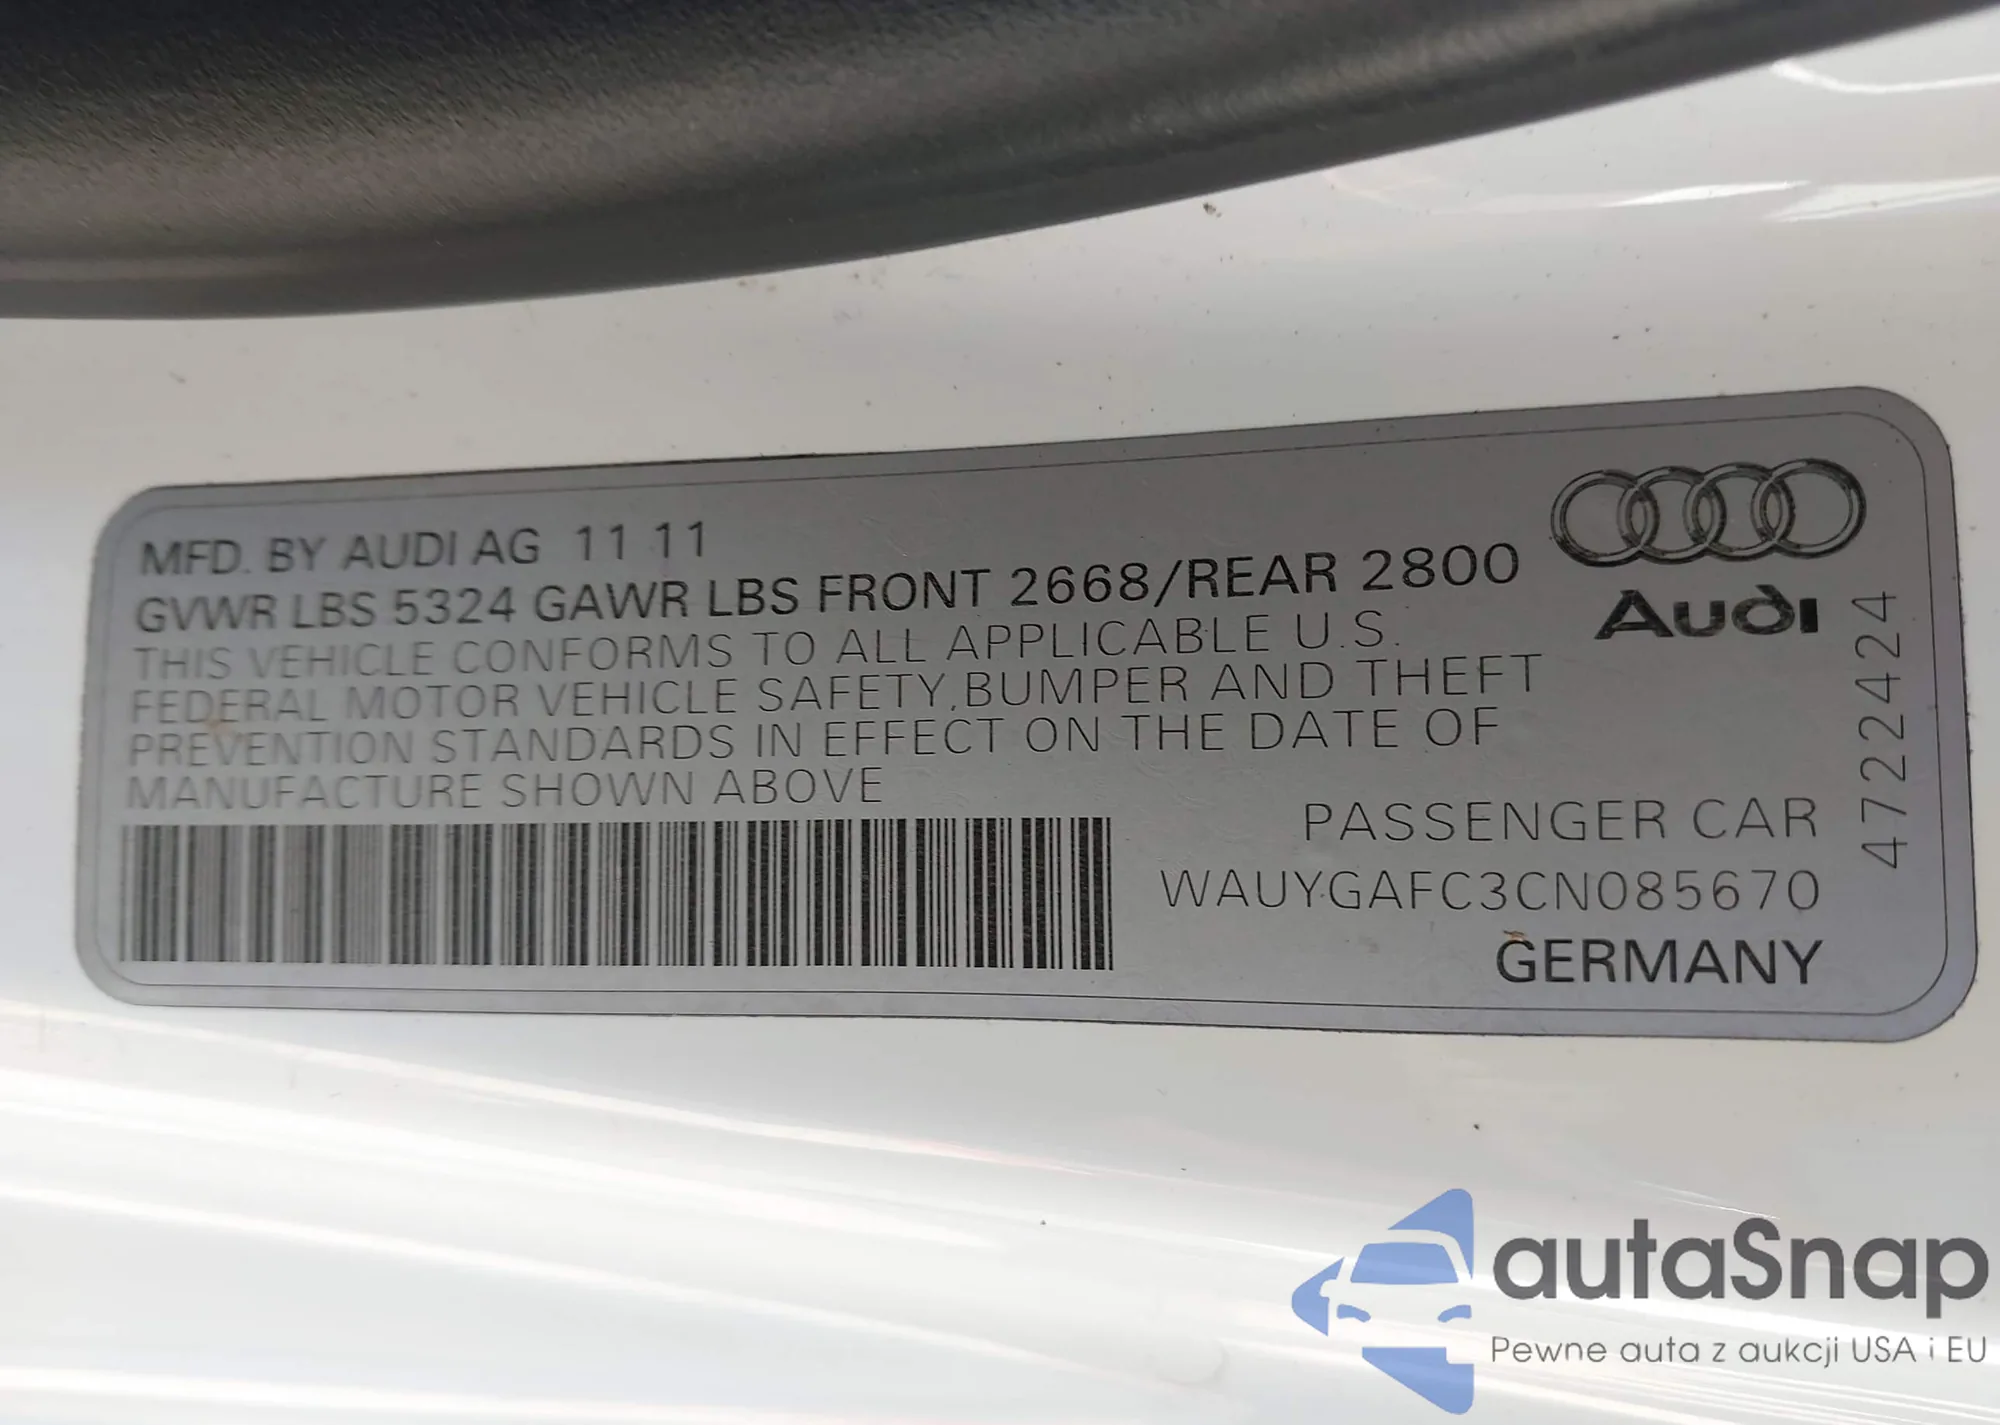 MFD. BY AUDI AG 11 11
GVWR LBS 5324 GAWR LBS FRONT 2668/REAR 2800
THIS VEHICLE CONFORMS TO ALL APPLICABLE U.S.
FEDERAL MOTOR VEHICLE SAFETY,BUMPER AND THEFT
PREVENTION STANDARDS IN EFFECT ON THE DATE OF
MANUFACTURE SHOWN ABOVE
Audi
4722424
PASSENGER CAR
WAUYGAFC3CN085670
GERMANY
autaSnap
Pewne auta z aukcji USA i EU